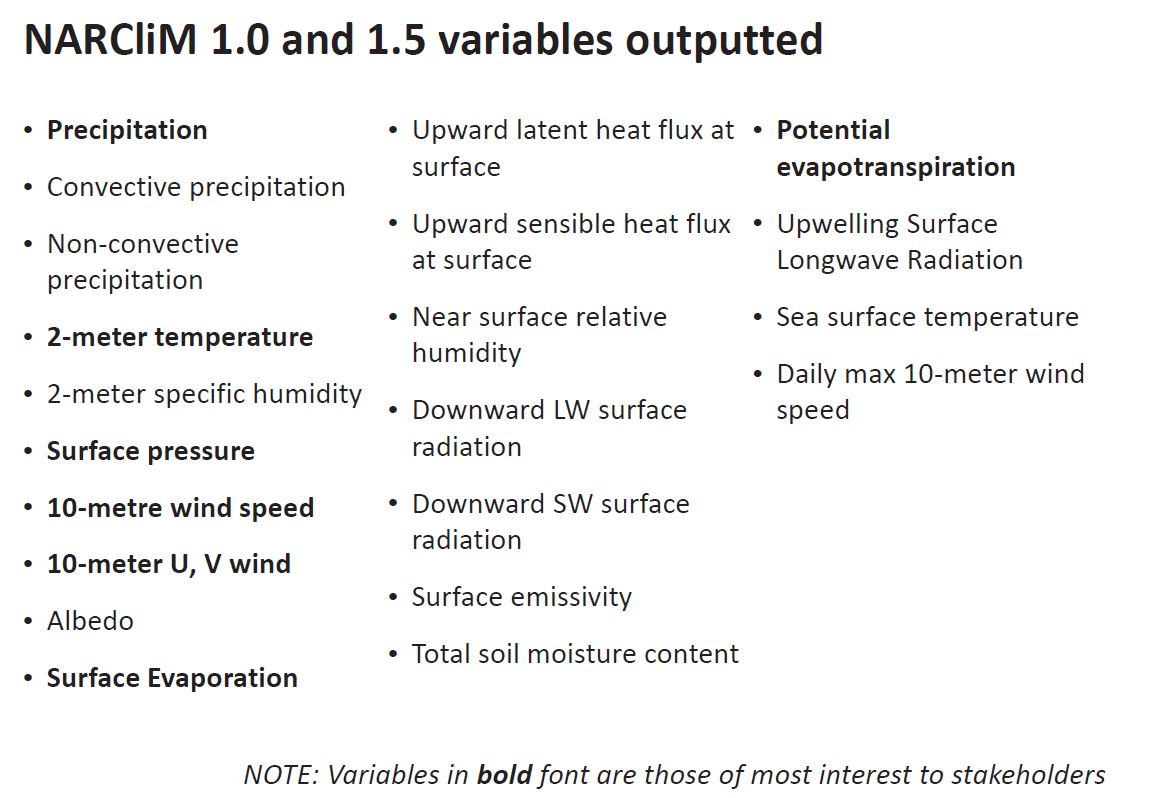 NARCliM 1.0 and 1.5 variables outputted
• Precipitation
• Convective precipitation
• Non-convective
precipitation
• 2-meter temperature
• 2-meter specific humidity
• Surface pressure
• 10-metre wind speed
• 10-meter U, V wind
• Albedo
• Surface Evaporation
• Upward latent heat flux at
surface
• Upward sensible heat flux
at surface
• Near surface relative
humidity
• Downward LW surface
radiation
• Downward SW surface
radiation
• Surface emissivity
• Total soil moisture content
• Potential
evapotranspiration
• Upwelling Surface
Longwave Radiation
• Sea surface temperature
• Daily max 10-meter wind
speed
NOTE: Variables in bold font are those of most interest to stakeholders